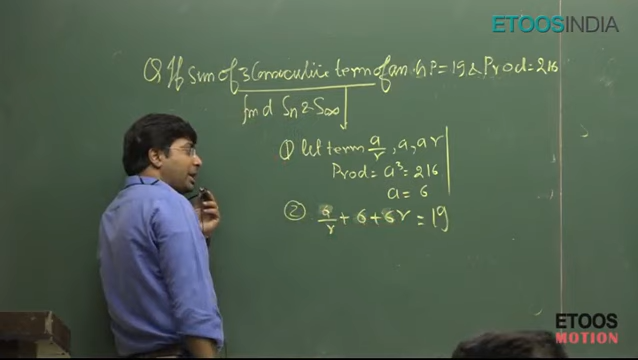 ETOOSINDIA
Q If Sum of 3 Consecutive term of an G P = 19 & Prod = 216
find Sn & S∞
① let term a/r, a, ar
Prod = a³ = 216
a = 6
② a/r + 6 + 6r = 19
ETOOS
MOTION